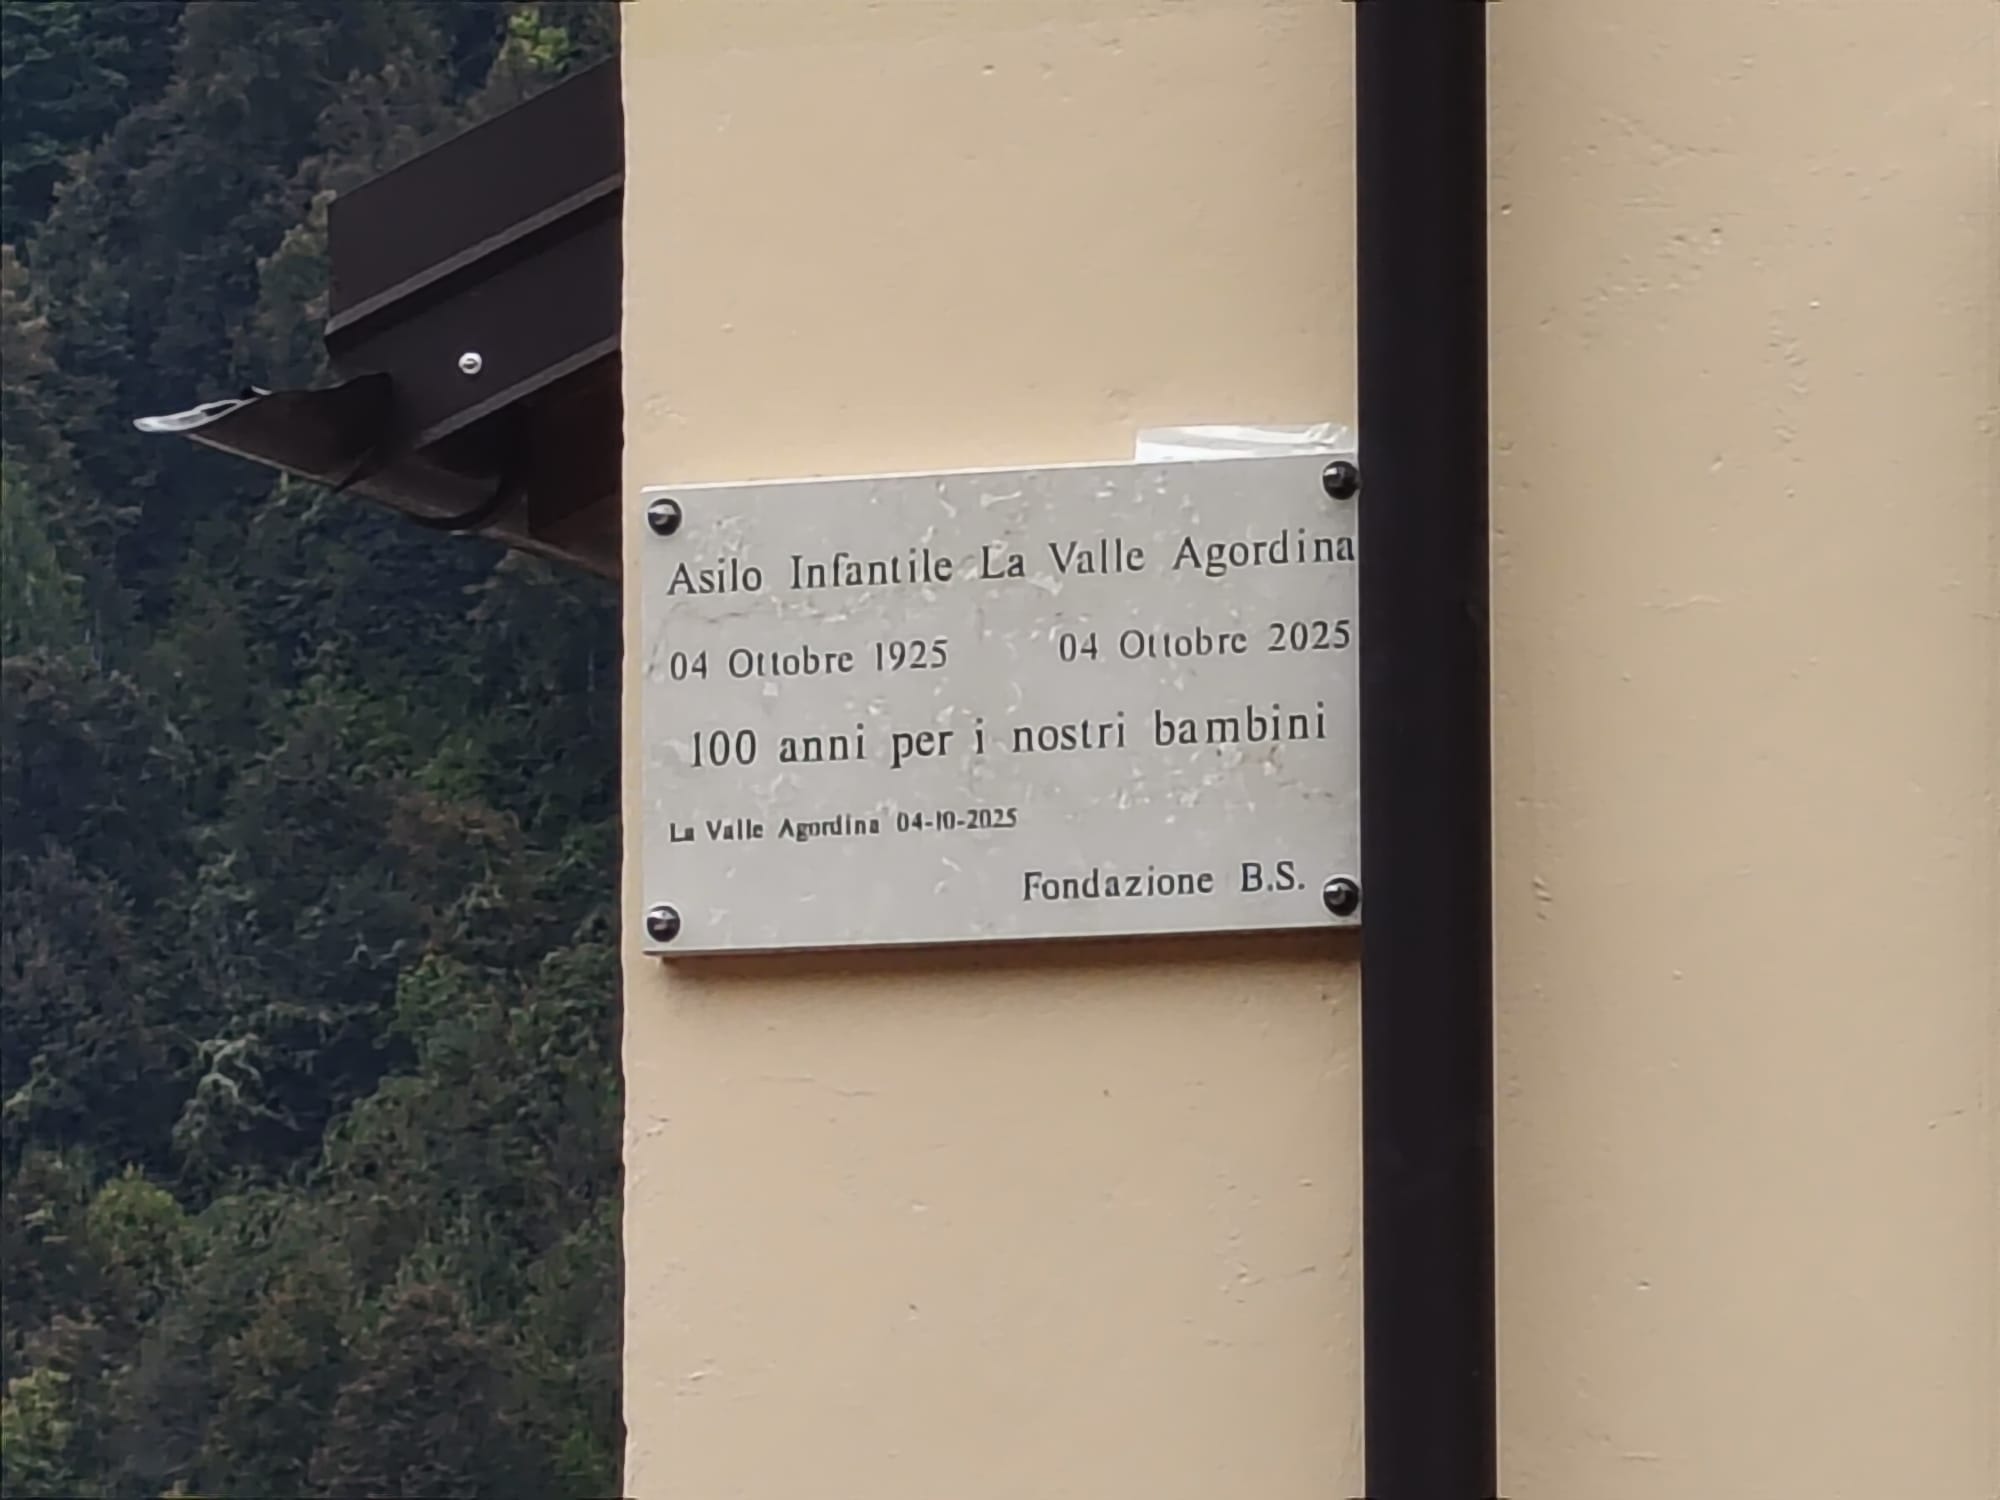 Asilo Infantile La Valle Agordina
04 Ottobre 1925 04 Ottobre 2025
100 anni per i nostri bambini
La Valle Agordina 04-10-2025
Fondazione B.S.